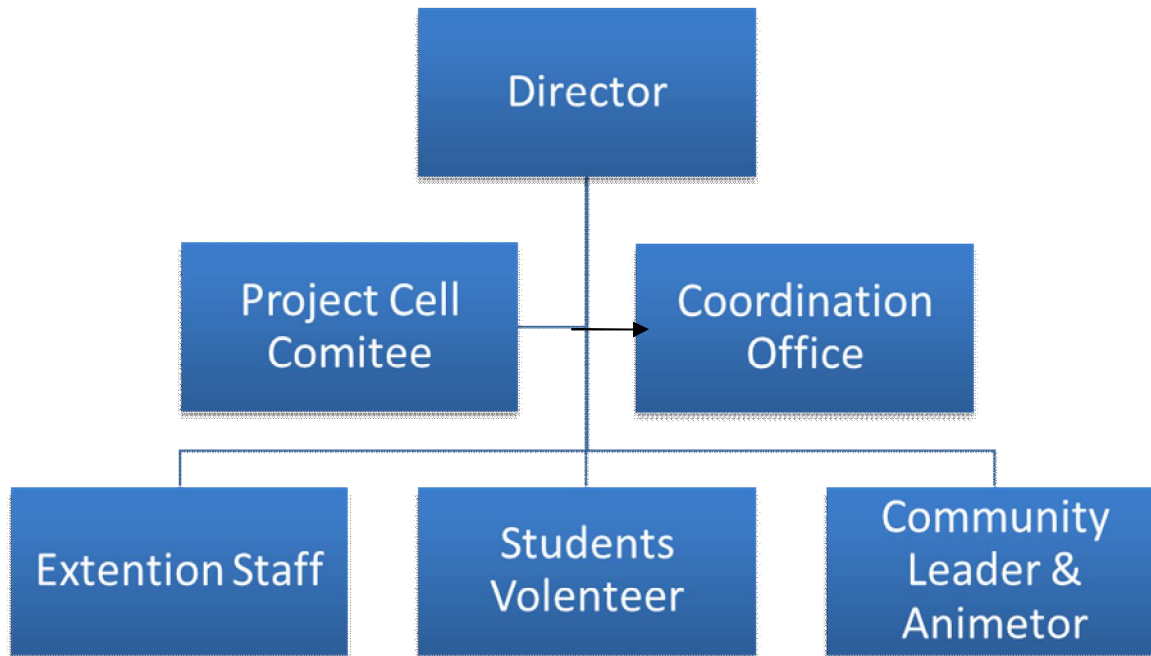 Director
Project Cell
Comitee
Coordination
Office
Extention Staff
Students
Volenteer
Community
Leader &
Animetor